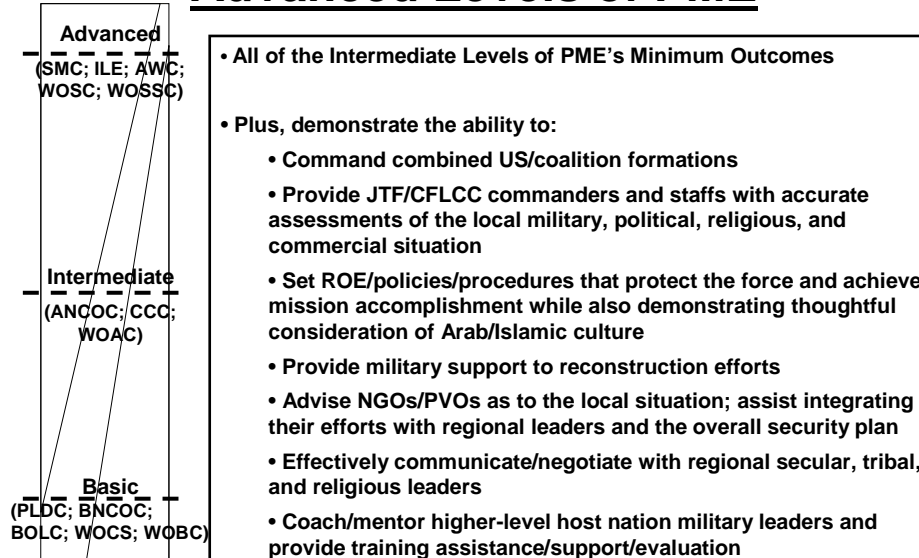 Advanced Levels of PME
Advanced
(SMC; ILE; AWC;
WOSC; WOSSC)
Intermediate
(ANCOC; CCC;
WOAC)
Basic
(PLDC; BNCOC;
BOLC; WOCS; WOBC)
• All of the Intermediate Levels of PME’s Minimum Outcomes
• Plus, demonstrate the ability to:
• Command combined US/coalition formations
• Provide JTF/CFLCC commanders and staffs with accurate
assessments of the local military, political, religious, and
commercial situation
• Set ROE/policies/procedures that protect the force and achieve
mission accomplishment while also demonstrating thoughtful
consideration of Arab/Islamic culture
• Provide military support to reconstruction efforts
• Advise NGOs/PVOs as to the local situation; assist integrating
their efforts with regional leaders and the overall security plan
• Effectively communicate/negotiate with regional secular, tribal,
and religious leaders
• Coach/mentor higher-level host nation military leaders and
provide training assistance/support/evaluation